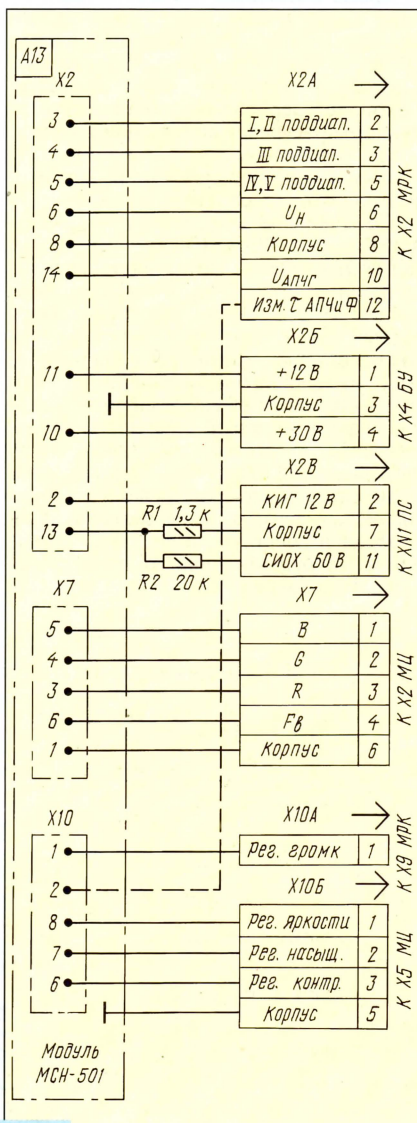 А13
X2 X2А
3 I, II поддиап. 2
4 III поддиап. 3
5 IV, V поддиап. 5
6 Uн 6
8 Корпус 8
14 UАПЧГ 10
Изм. τ АПЧиФ 12
К X2 МРК
X2Б
11 +12 В 1
Корпус 3
10 +30 В 4
К X4 БУ
X2В
2 КИГ 12 В 2
13 R1 1,3 к Корпус 7
R2 20 к СИОХ 60 В 11
К XN1 ПС
X7 X7
5 B 1
4 G 2
3 R 3
6 Fв 4
1 Корпус 6
К X2 МЦ
X10 X10А
1 Рег. громк 1
К X9 МРК
2 X10Б
8 Рег. яркости 1
7 Рег. насыщ. 2
6 Рег. контр. 3
Корпус 5
К X5 МЦ
Модуль
МСН-501